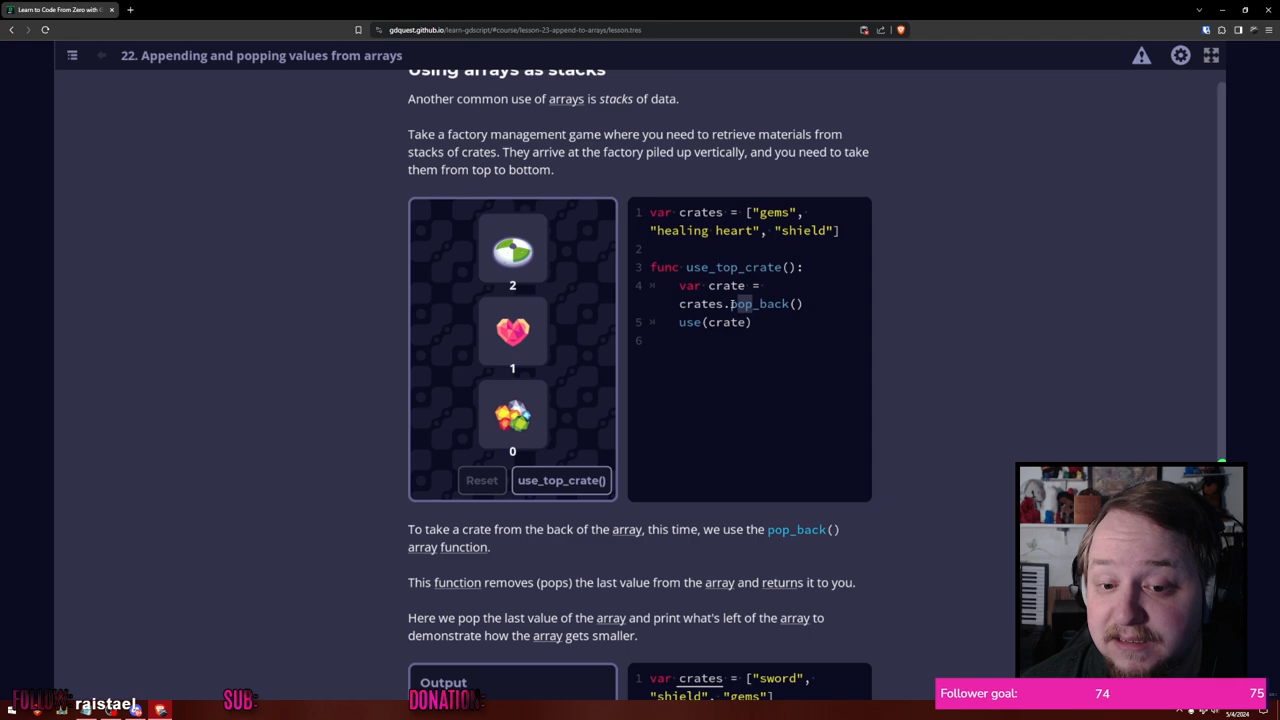 Learn to Code From Zero with G
gdquest.github.io/learn-gdscript/#course/lesson-23-append-to-arrays/lesson.tres
22. Appending and popping values from arrays
Using arrays as stacks
Another common use of arrays is stacks of data.
Take a factory management game where you need to retrieve materials from
stacks of crates. They arrive at the factory piled up vertically, and you need to take
them from top to bottom.
2
1
0
Reset
use_top_crate()
1 var crates = ["gems",
"healing heart", "shield"]
2
3 func use_top_crate():
4 var crate =
crates.pop_back()
5 use(crate)
6
To take a crate from the back of the array, this time, we use the pop_back()
array function.
This function removes (pops) the last value from the array and returns it to you.
Here we pop the last value of the array and print what's left of the array to
demonstrate how the array gets smaller.
Output
1 var crates = ["sword",
"shield", "gems"]
FOLLOW: raistael
SUB:
DONATION:
Follower goal: 74 75
5/4/2024